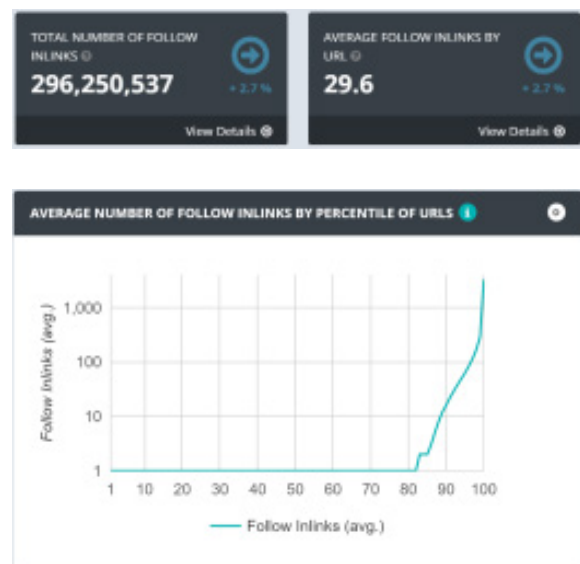 TOTAL NUMBER OF FOLLOW
INLINKS
296,250,537
+ 2.7 %
View Details
AVERAGE FOLLOW INLINKS BY
URL
29.6
+ 2.7 %
View Details
AVERAGE NUMBER OF FOLLOW INLINKS BY PERCENTILE OF URLS i
Follow Inlinks (avg.)
1,000
100
10
1
1 10 20 30 40 50 60 70 80 90 100
Follow Inlinks (avg.)